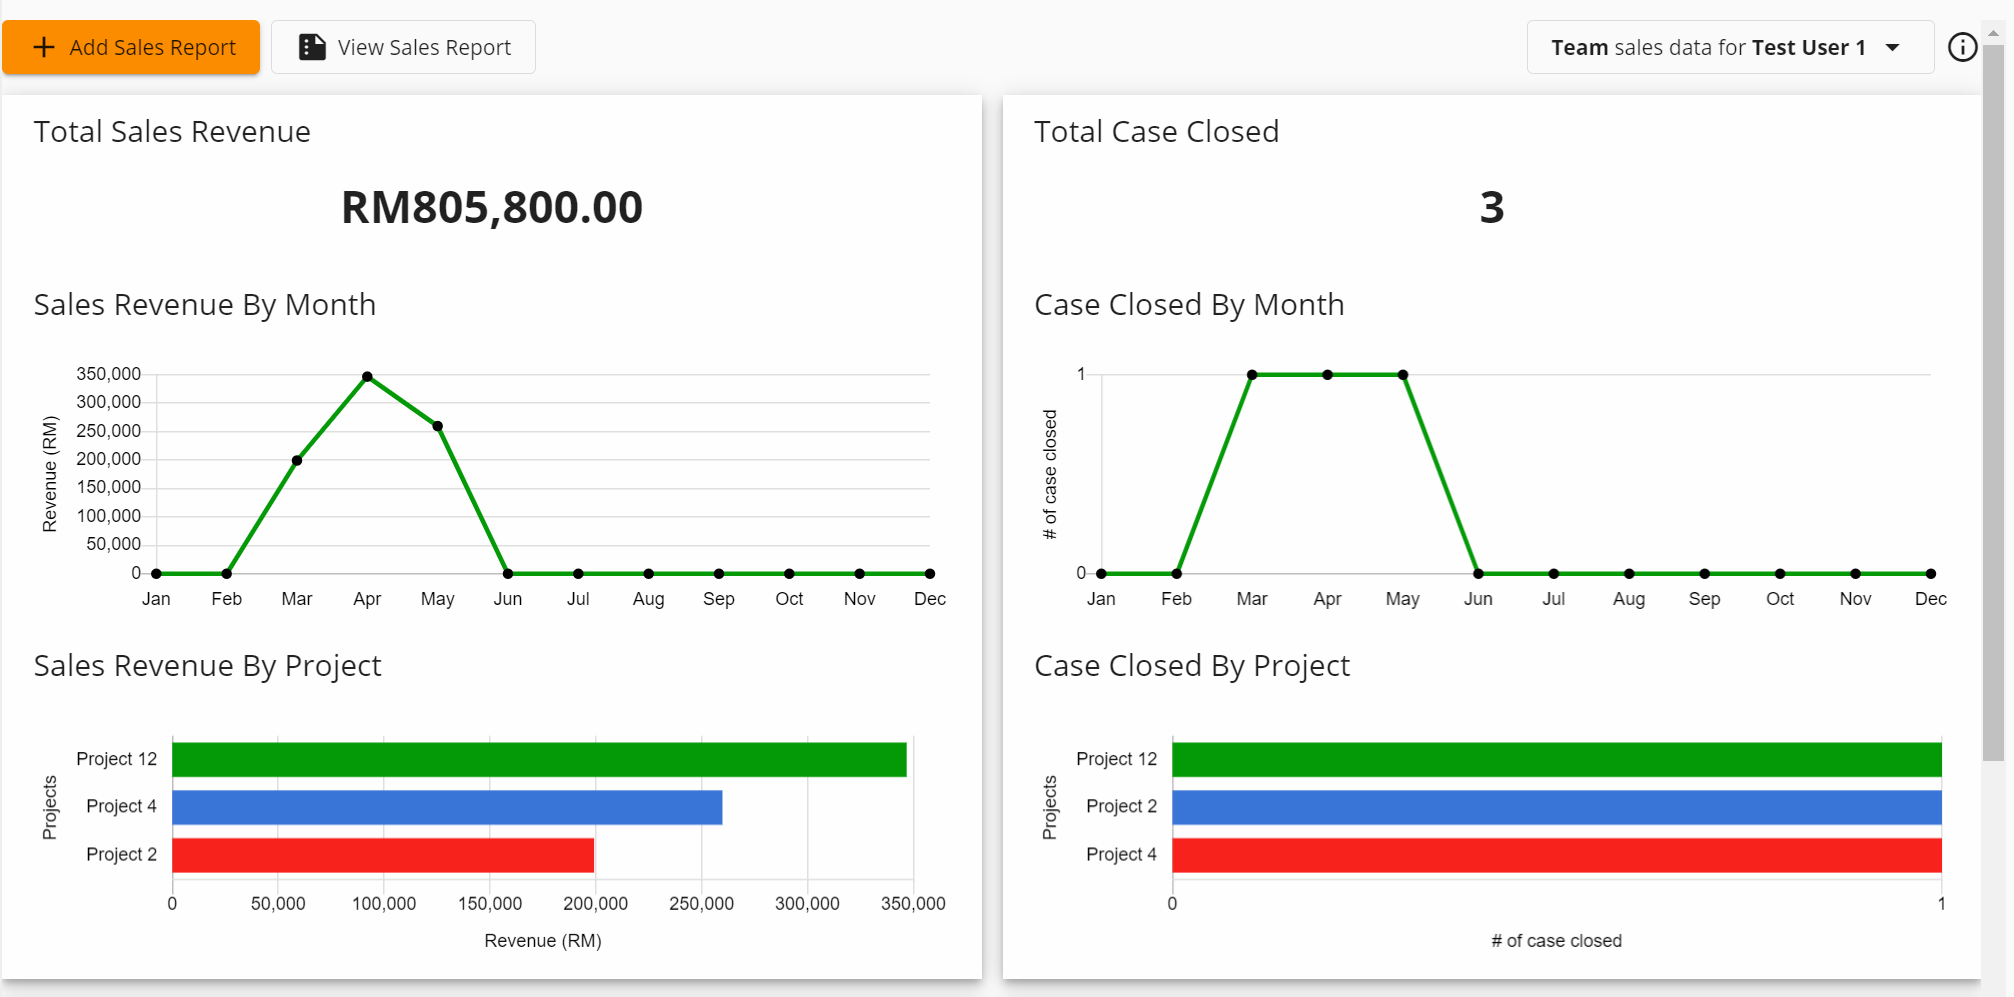 Add Sales Report
View Sales Report
Team sales data for Test User 1
Total Sales Revenue
RM805,800.00
Sales Revenue By Month
Revenue (RM)
350,000
300,000
250,000
200,000
150,000
100,000
50,000
0
Jan Feb Mar Apr May Jun Jul Aug Sep Oct Nov Dec
Sales Revenue By Project
Projects
Project 12
Project 4
Project 2
0 50,000 100,000 150,000 200,000 250,000 300,000 350,000
Revenue (RM)
Total Case Closed
3
Case Closed By Month
# of case closed
1
0
Jan Feb Mar Apr May Jun Jul Aug Sep Oct Nov Dec
Case Closed By Project
Projects
Project 12
Project 2
Project 4
0 1
# of case closed